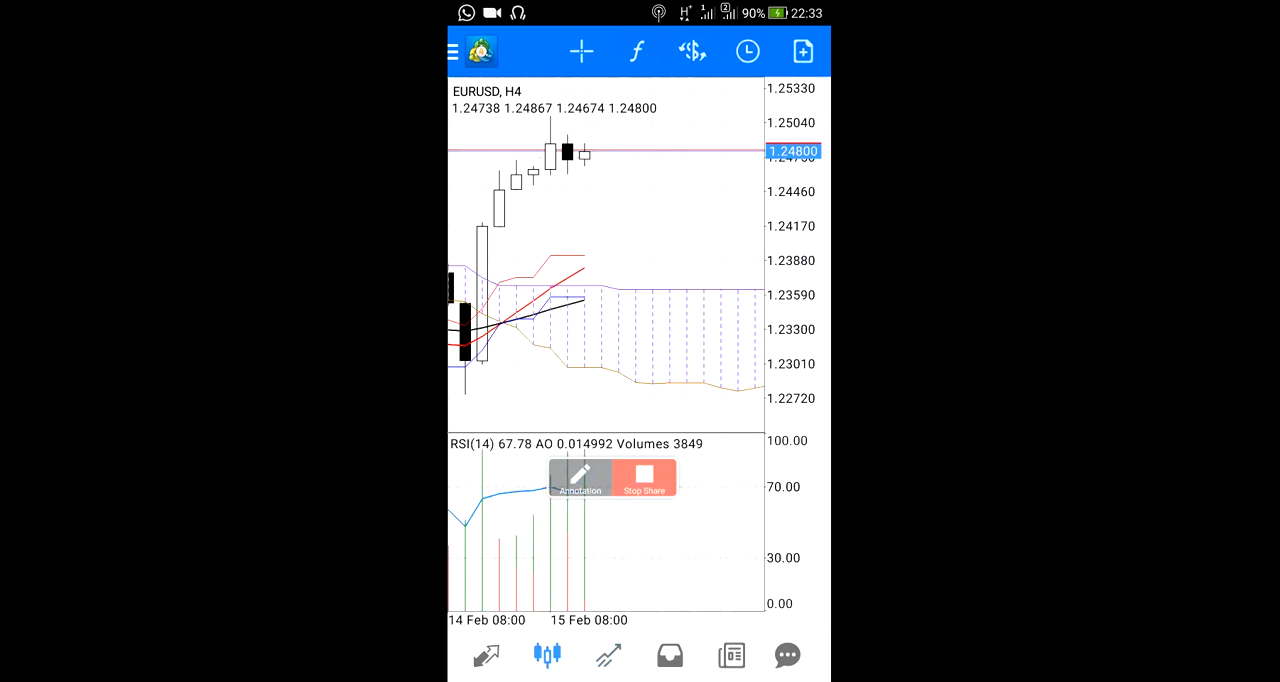 H+ 1 2 90% 22:33
EURUSD, H4
1.24738 1.24867 1.24674 1.24800
1.25330
1.25040
1.24800
1.24460
1.24170
1.23880
1.23590
1.23300
1.23010
1.22720
RSI(14) 67.78 AO 0.014992 Volumes 3849
100.00
Annotation Stop Share
70.00
30.00
0.00
14 Feb 08:00 15 Feb 08:00